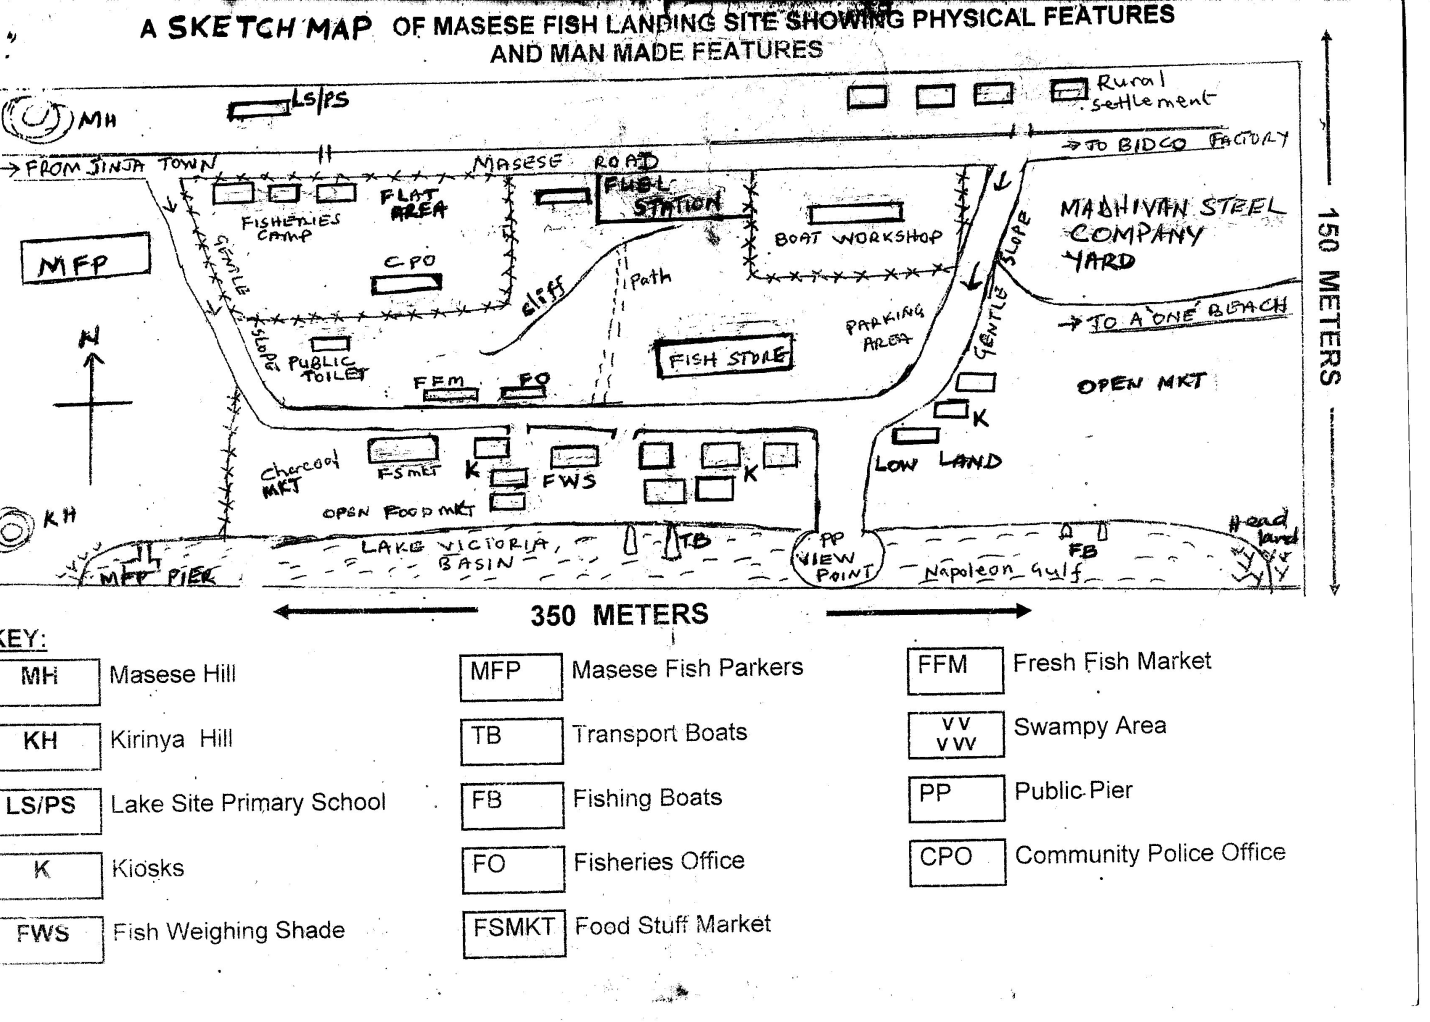 A SKETCH MAP OF MASESE FISH LANDING SITE SHOWING PHYSICAL FEATURES
AND MAN MADE FEATURES
MH
LS/PS
Rural
settlement
→ FROM JINJA TOWN
MASESE ROAD
→ TO BIDCO FACTORY
FISHERIES
CAMP
FLAT
AREA
FUEL
STATION
BOAT WORKSHOP
MADHIVAN STEEL
COMPANY
YARD
MFP
GENTLE
SLOPE
CPO
cliff
Path
GENTLE SLOPE
→ TO A 'ONE' BEACH
N
PUBLIC
TOILET
FFM
FO
FISH STORE
PARKING
AREA
OPEN MKT
K
LOW LAND
Charcoal
MKT
FSMKT
K
FWS
K
OPEN FOOD MKT
KH
MFP PIER
LAKE VICTORIA,
BASIN
TB
PP
VIEW
POINT
Napoleon Gulf
FB
Head
land
150 METERS
350 METERS
KEY:
MH Masese Hill
KH Kirinya Hill
LS/PS Lake Site Primary School
K Kiosks
FWS Fish Weighing Shade
MFP Masese Fish Parkers
TB Transport Boats
FB Fishing Boats
FO Fisheries Office
FSMKT Food Stuff Market
FFM Fresh Fish Market
VV
VVV Swampy Area
PP Public Pier
CPO Community Police Office